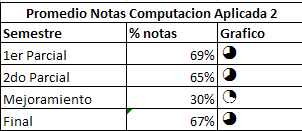 Promedio Notas Computacion Aplicada 2
Semestre % notas Grafico
1er Parcial 69%
2do Parcial 65%
Mejoramiento 30%
Final 67%